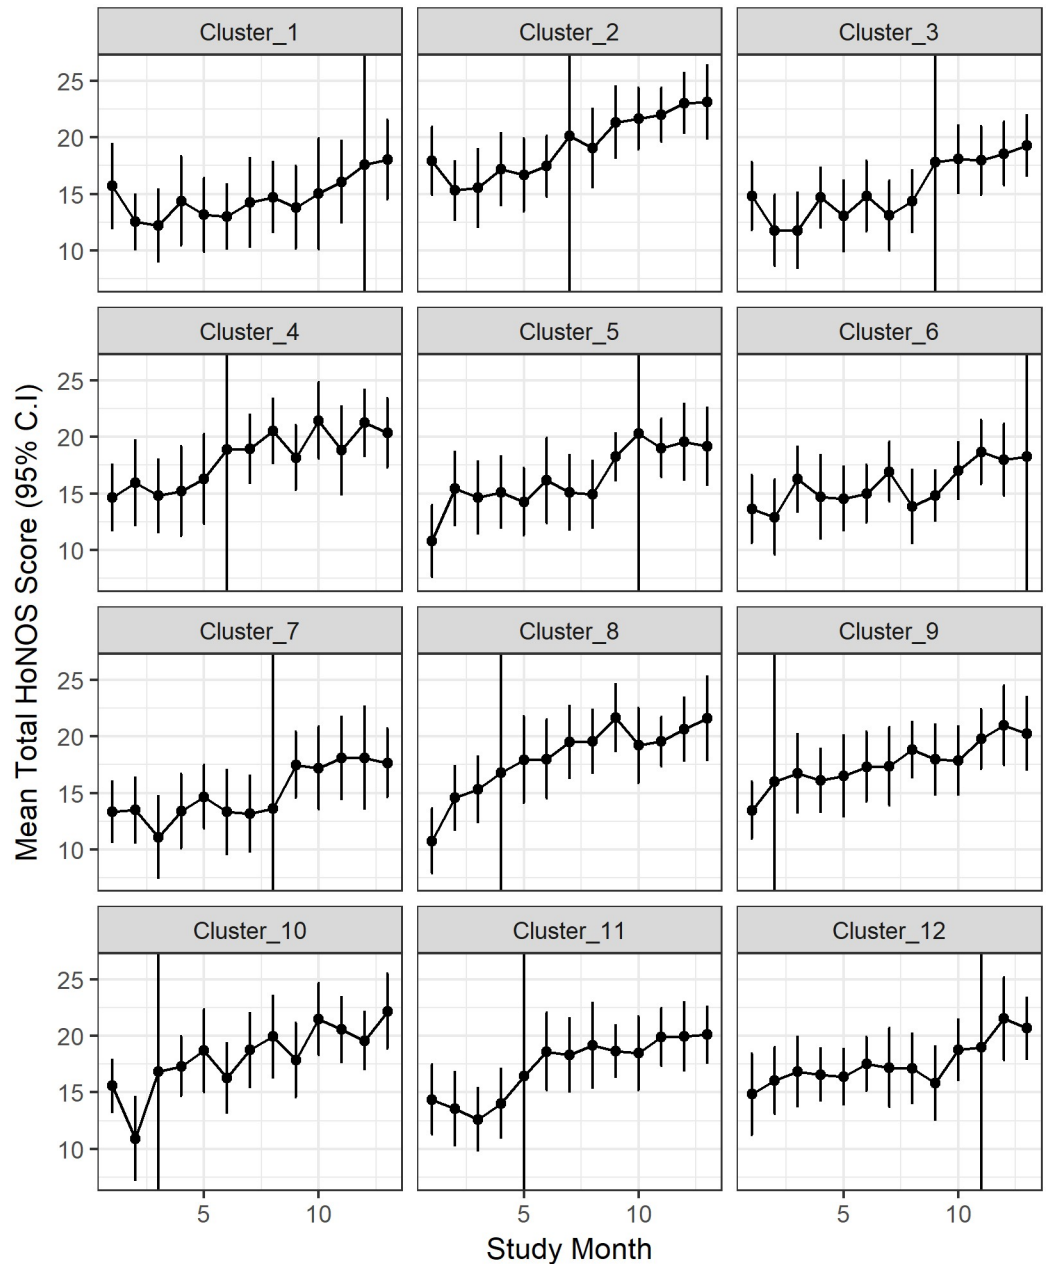 Cluster_1 Cluster_2 Cluster_3
25
20
15
10
Cluster_4 Cluster_5 Cluster_6
25
20
15
10
Cluster_7 Cluster_8 Cluster_9
25
20
15
10
Cluster_10 Cluster_11 Cluster_12
25
20
15
10
5 10 5 10 5 10
Mean Total HoNOS Score (95% C.I)
Study Month